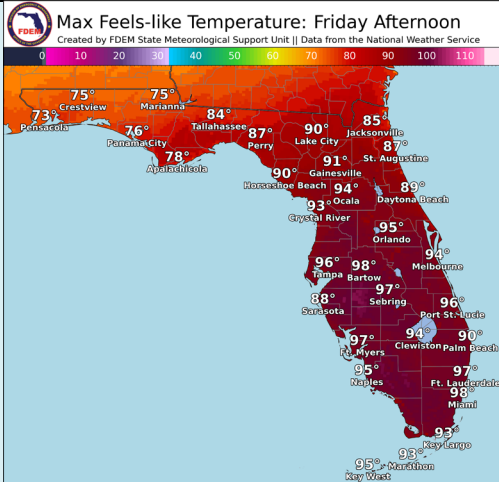 FDEM
Max Feels-like Temperature: Friday Afternoon
Created by FDEM State Meteorological Support Unit || Data from the National Weather Service
0 10 20 30 40 50 60 70 80 90 100 110
75°
Crestview
75°
Marianna
73°
Pensacola
76°
Panama City
84°
Tallahassee
78°
Apalachicola
87°
Perry
90°
Lake City
85°
Jacksonville
87°
St. Augustine
91°
Gainesville
90°
Horseshoe Beach
94°
Ocala
89°
Daytona Beach
93°
Crystal River
95°
Orlando
94°
Melbourne
96°
Tampa
98°
Bartow
97°
Sebring
88°
Sarasota
96°
Port St. Lucie
94°
Clewiston
90°
Palm Beach
97°
Ft. Myers
95°
Naples
97°
Ft. Lauderdale
98°
Miami
93°
Key Largo
93°
Marathon
95°
Key West